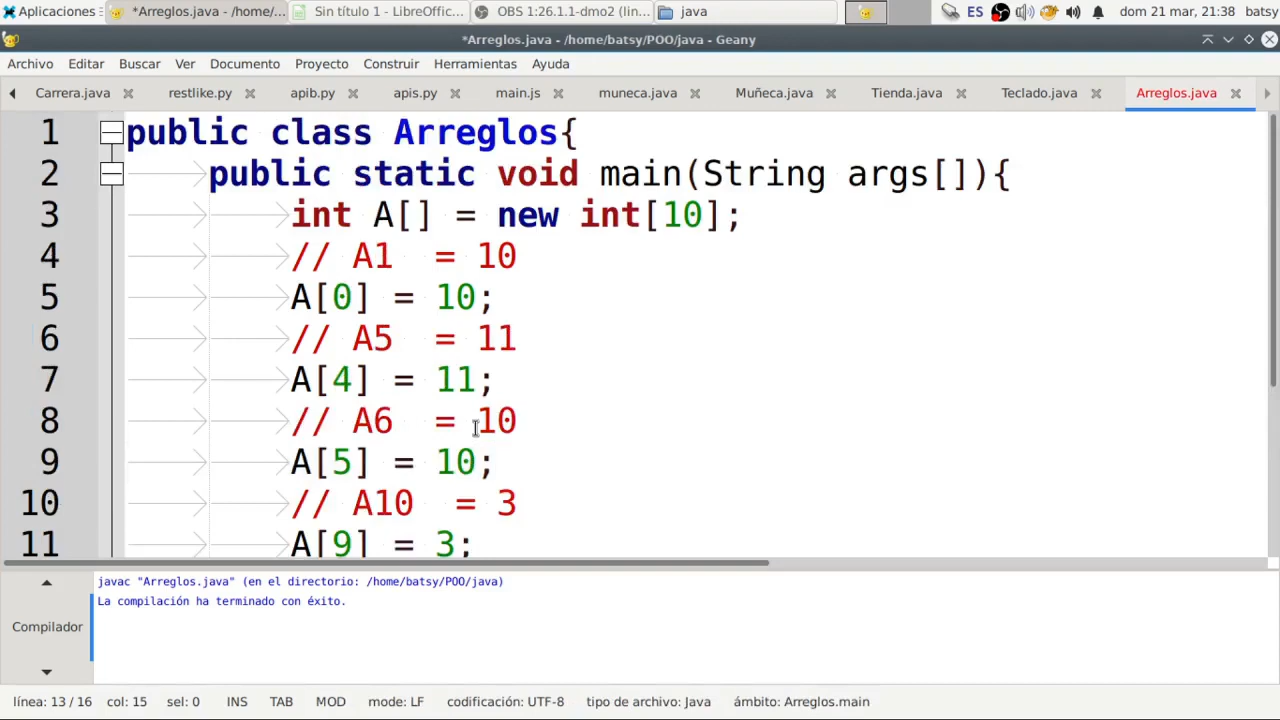 Aplicaciones *Arreglos.java - /home/... Sin título 1 - LibreOffic... OBS 1:26.1.1-dmo2 (lin... java ES dom 21 mar, 21:38 batsy
*Arreglos.java - /home/batsy/POO/java - Geany
Archivo Editar Buscar Ver Documento Proyecto Construir Herramientas Ayuda
Carrera.java restlike.py apib.py apis.py main.js muneca.java Muñeca.java Tienda.java Teclado.java Arreglos.java
1 public class Arreglos{
2 public static void main(String args[]){
3 int A[] = new int[10];
4 // A1 = 10
5 A[0] = 10;
6 // A5 = 11
7 A[4] = 11;
8 // A6 = 10
9 A[5] = 10;
10 // A10 = 3
11 A[9] = 3;
javac "Arreglos.java" (en el directorio: /home/batsy/POO/java)
La compilación ha terminado con éxito.
Compilador
línea: 13 / 16 col: 15 sel: 0 INS TAB MOD mode: LF codificación: UTF-8 tipo de archivo: Java ámbito: Arreglos.main